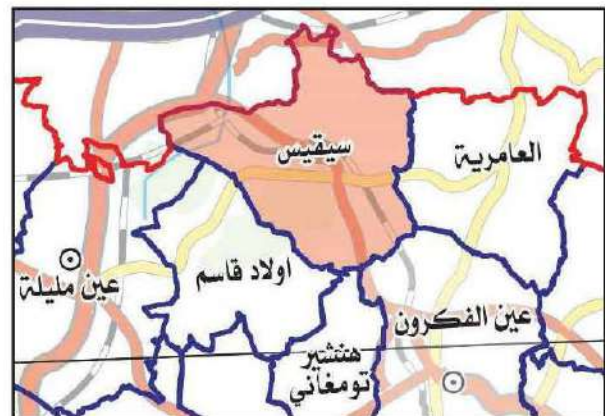 سيقيس
العامرية
اولاد قاسم
عين مليلة
عين الفكرون
هنشير
تومغاني